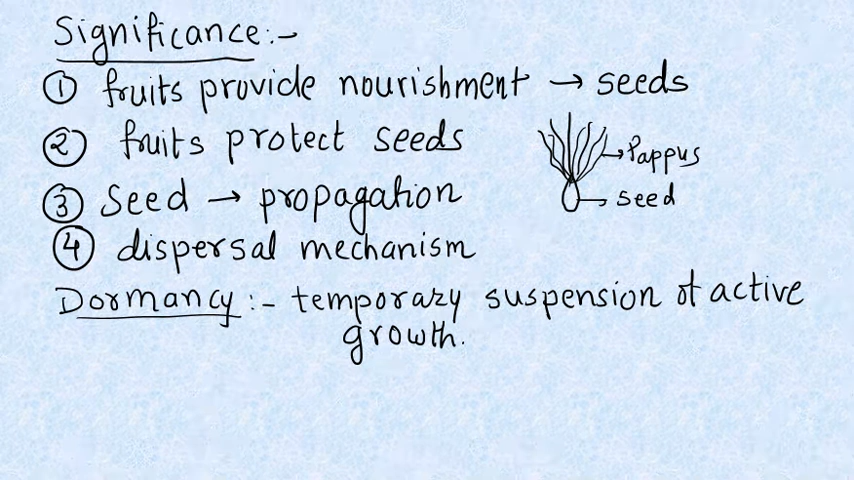 Significance:-
① fruits provide nourishment → seeds
② fruits protect seeds
→ Pappus
→ seed
③ Seed → propagation
④ dispersal mechanism
Dormancy:- temporary suspension of active
growth.